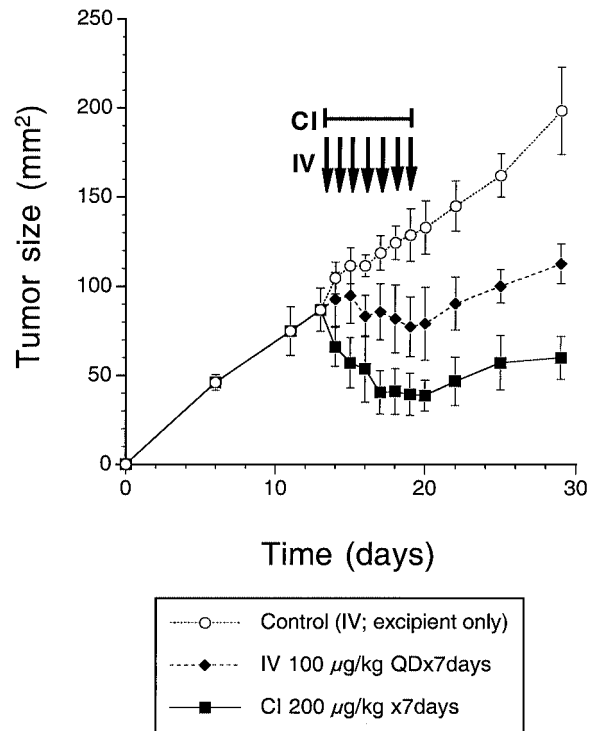 250
200
150
100
50
0
Tumor size (mm²)
CI
IV
0 10 20 30
Time (days)
Control (IV; excipient only)
IV 100 µg/kg QDx7days
CI 200 µg/kg x7days